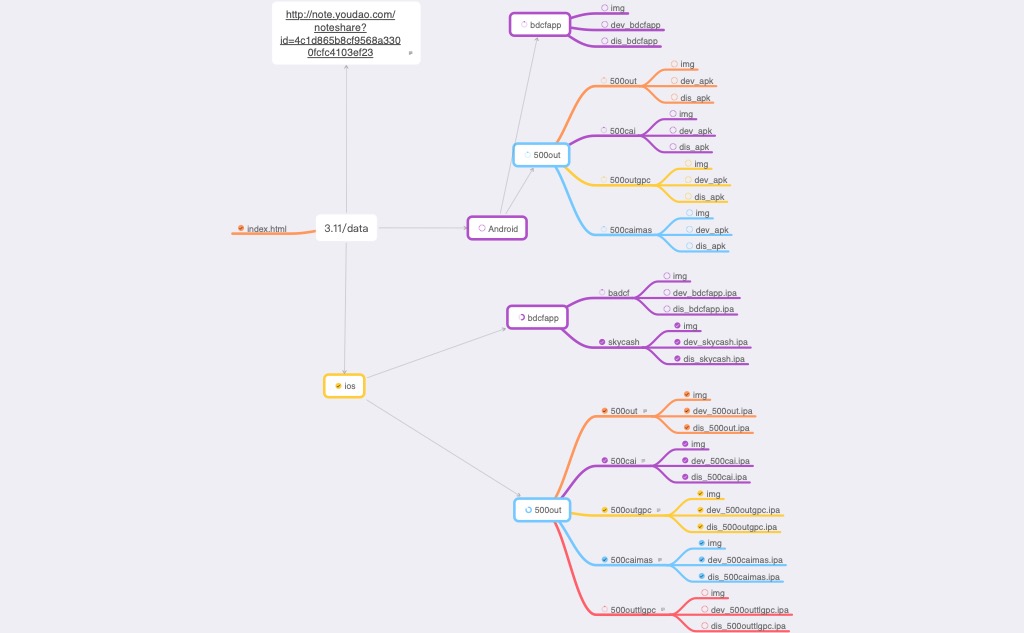 http://note.youdao.com/
noteshare?
id=4c1d865b8cf9568a330
0fcfc4103ef23
index.html
3.11/data
Android
bdcfapp
img
dev_bdcfapp
dis_bdcfapp
500out
500out
img
dev_apk
dis_apk
500cai
img
dev_apk
dis_apk
500outgpc
img
dev_apk
dis_apk
500caimas
img
dev_apk
dis_apk
ios
bdcfapp
badcf
img
dev_bdcfapp.ipa
dis_bdcfapp.ipa
skycash
img
dev_skycash.ipa
dis_skycash.ipa
500out
500out
img
dev_500out.ipa
dis_500out.ipa
500cai
img
dev_500cai.ipa
dis_500cai.ipa
500outgpc
img
dev_500outgpc.ipa
dis_500outgpc.ipa
500caimas
img
dev_500caimas.ipa
dis_500caimas.ipa
500outtlgpc
img
dev_500outtlgpc.ipa
dis_500outtlgpc.ipa